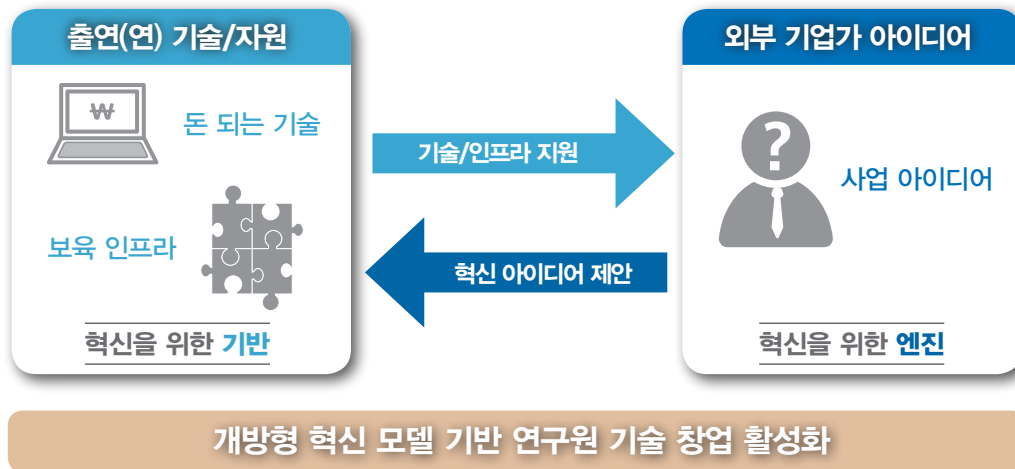 출연(연) 기술/자원
₩
돈 되는 기술
보육 인프라
혁신을 위한 기반
기술/인프라 지원
혁신 아이디어 제안
외부 기업가 아이디어
?
사업 아이디어
혁신을 위한 엔진
개방형 혁신 모델 기반 연구원 기술 창업 활성화